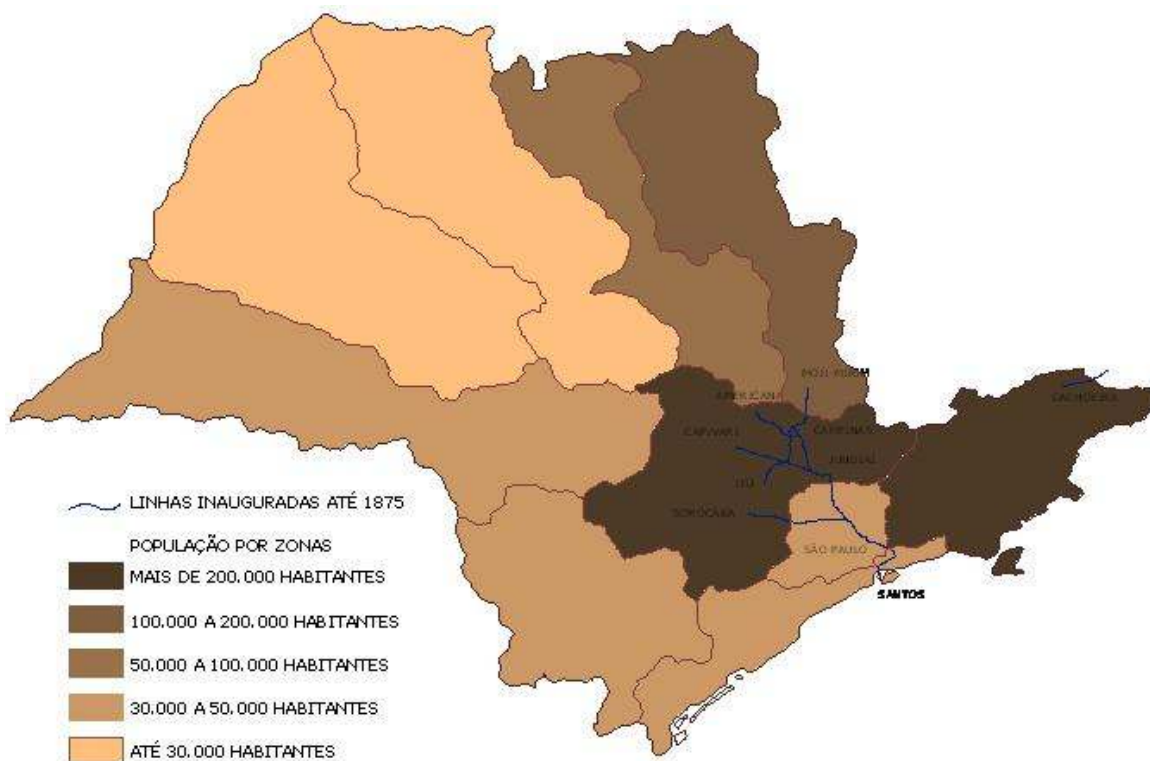 MOJI-MIRIM
AMERICANA
CACHOEIRA
CAPIVARI
CAMPINAS
JUNDIAÍ
ITU
SOROCABA
SÃO PAULO
SANTOS
LINHAS INAUGURADAS ATÉ 1875
POPULAÇÃO POR ZONAS
MAIS DE 200.000 HABITANTES
100.000 A 200.000 HABITANTES
50.000 A 100.000 HABITANTES
30.000 A 50.000 HABITANTES
ATÉ 30.000 HABITANTES